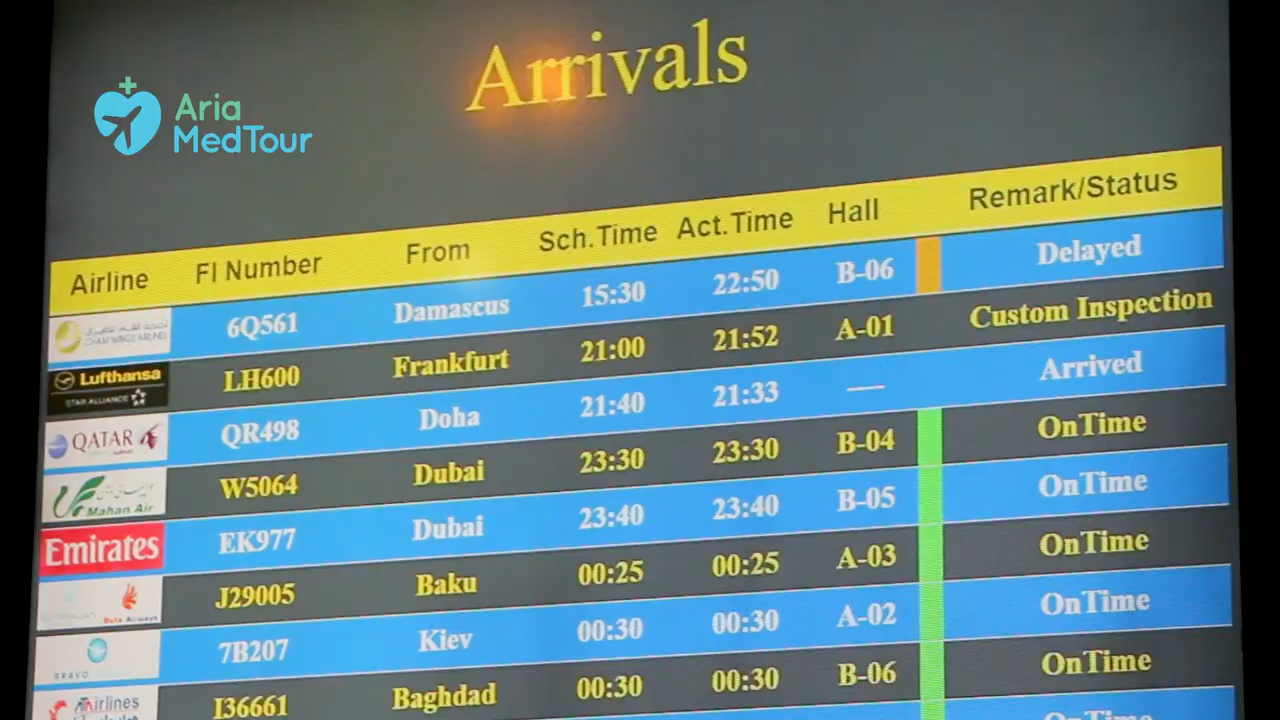 Aria
MedTour
Arrivals
Airline Fl Number From Sch.Time Act.Time Hall Remark/Status
CHAM WINGS AIRLINES 6Q561 Damascus 15:30 22:50 B-06 Delayed
Lufthansa LH600 Frankfurt 21:00 21:52 A-01 Custom Inspection
STAR ALLIANCE
QATAR QR498 Doha 21:40 21:33 — Arrived
Mahan Air W5064 Dubai 23:30 23:30 B-04 OnTime
Emirates EK977 Dubai 23:40 23:40 B-05 OnTime
Buta Airways J29005 Baku 00:25 00:25 A-03 OnTime
BRAVO 7B207 Kiev 00:30 00:30 A-02 OnTime
Airlines I36661 Baghdad 00:30 00:30 B-06 OnTime
OnTime